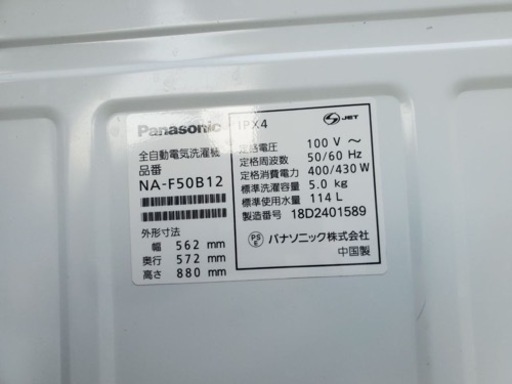 Panasonic
全自動電気洗濯機
品番
NA-F50B12
外形寸法
幅 562 mm
奥行 572 mm
高さ 880 mm
IPX4
JET
定格電圧 100 V ～
定格周波数 50/60 Hz
定格消費電力 400/430 W
標準洗濯容量 5.0 kg
標準使用水量 114 L
製造番号 18D2401589
PS
E
パナソニック株式会社
中国製